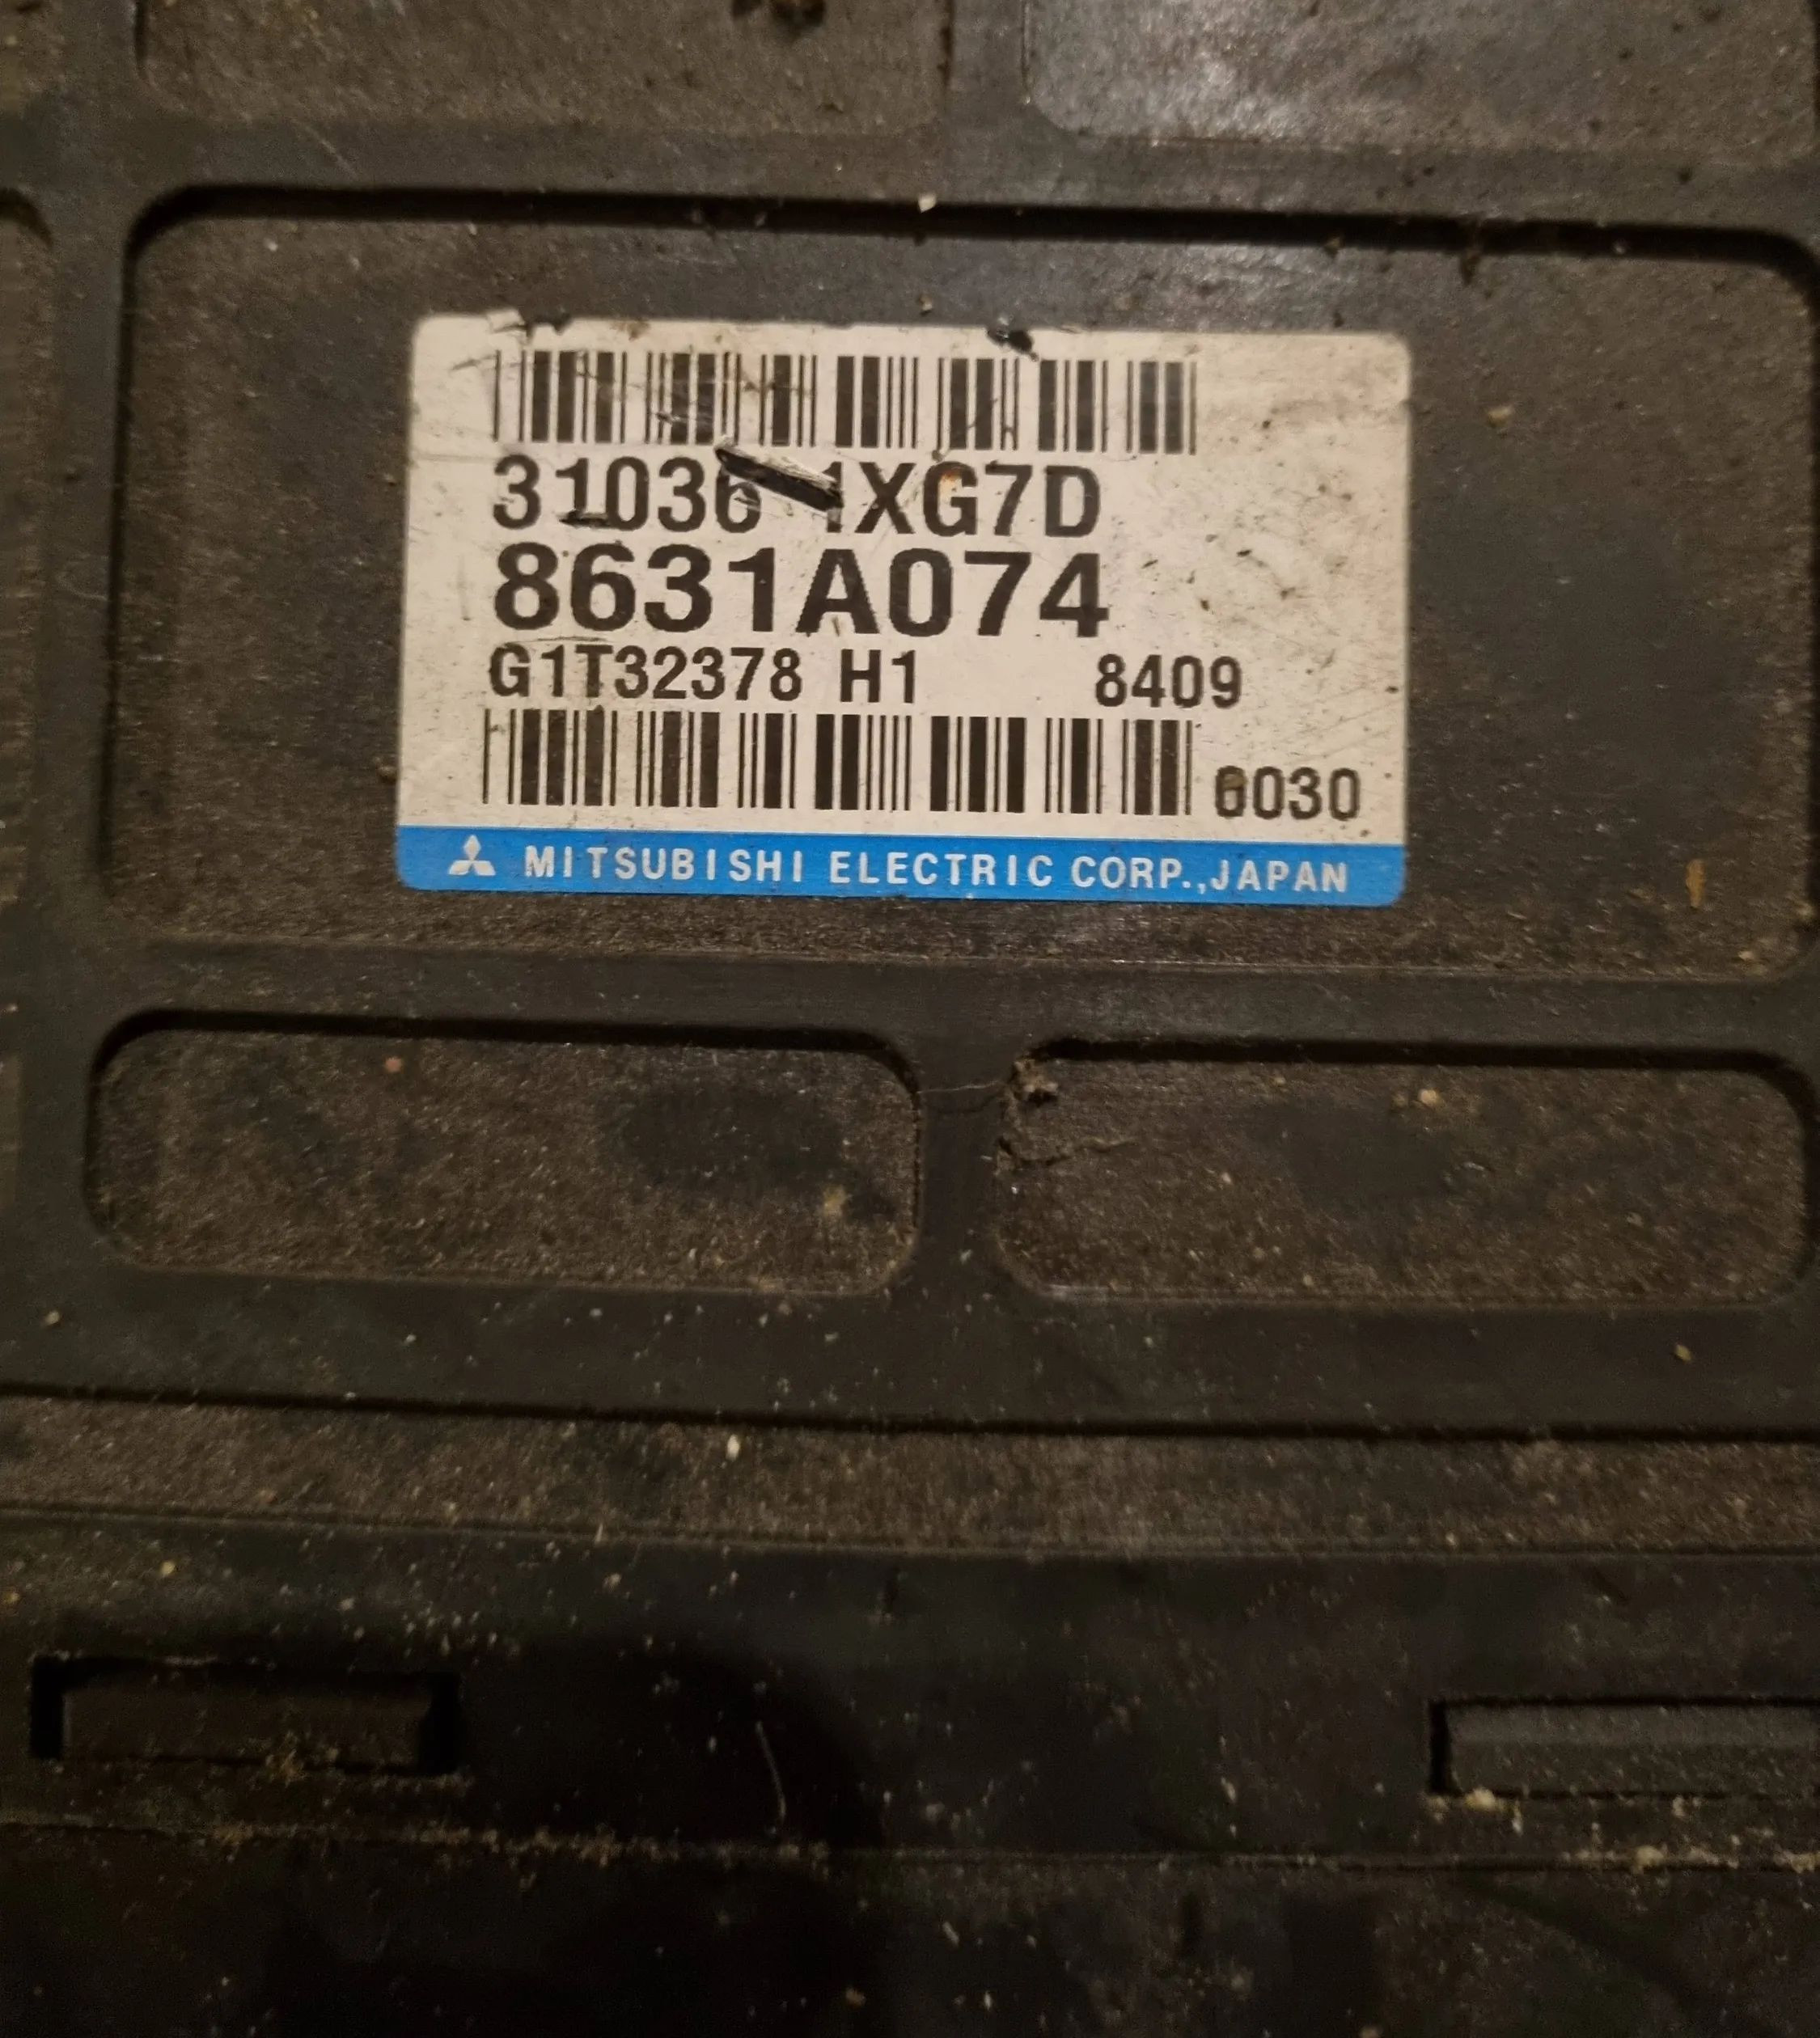 31036 1XG7D
8631A074
G1T32378 H1 8409
6030
MITSUBISHI ELECTRIC CORP.,JAPAN